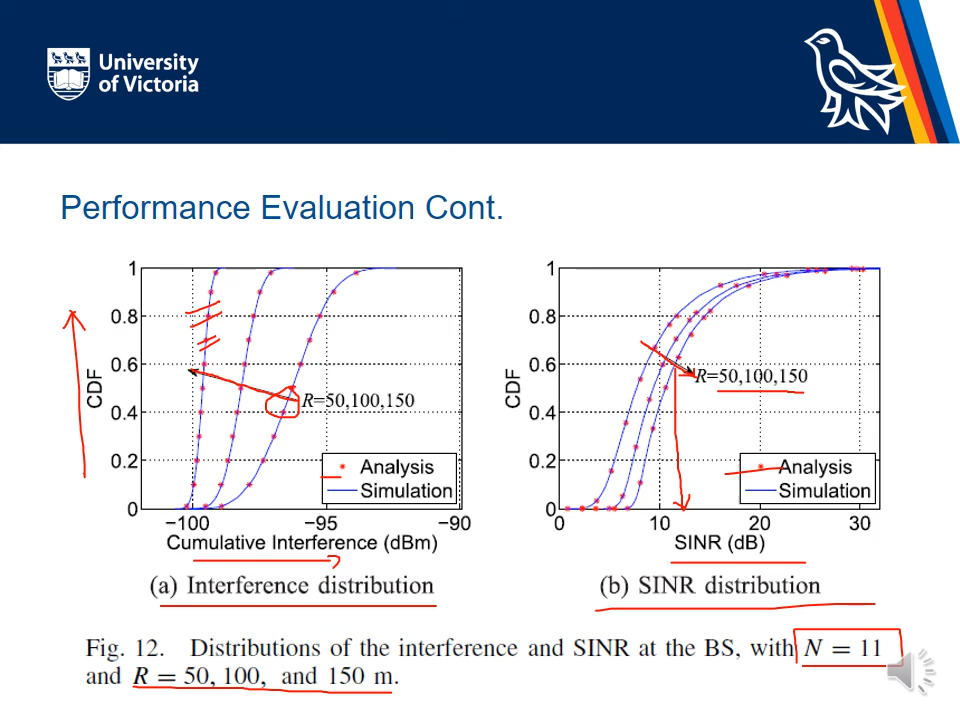 University
of Victoria
Performance Evaluation Cont.
1
0.8
0.6
0.4
0.2
0
CDF
R=50,100,150
Analysis
Simulation
−100
−95
−90
Cumulative Interference (dBm)
(a) Interference distribution
1
0.8
0.6
0.4
0.2
0
CDF
R=50,100,150
Analysis
Simulation
0
10
20
30
SINR (dB)
(b) SINR distribution
Fig. 12. Distributions of the interference and SINR at the BS, with N = 11
and R = 50, 100, and 150 m.